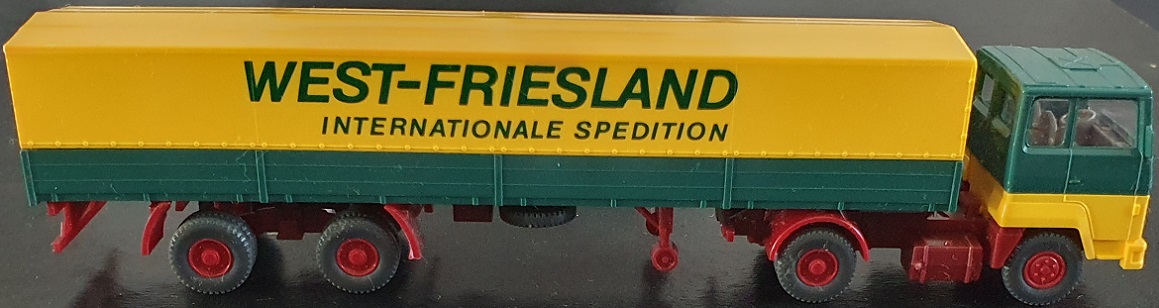 WEST-FRIESLAND
INTERNATIONALE SPEDITION